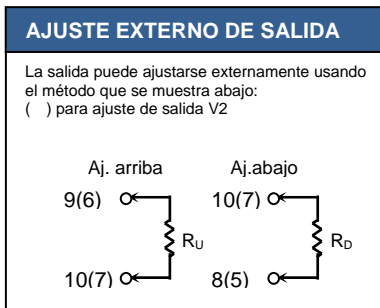 AJUSTE EXTERNO DE SALIDA
La salida puede ajustarse externamente usando
el método que se muestra abajo:
( ) para ajuste de salida V2
Aj. arriba Aj.abajo
9(6) 10(7)
RU RD
10(7) 8(5)